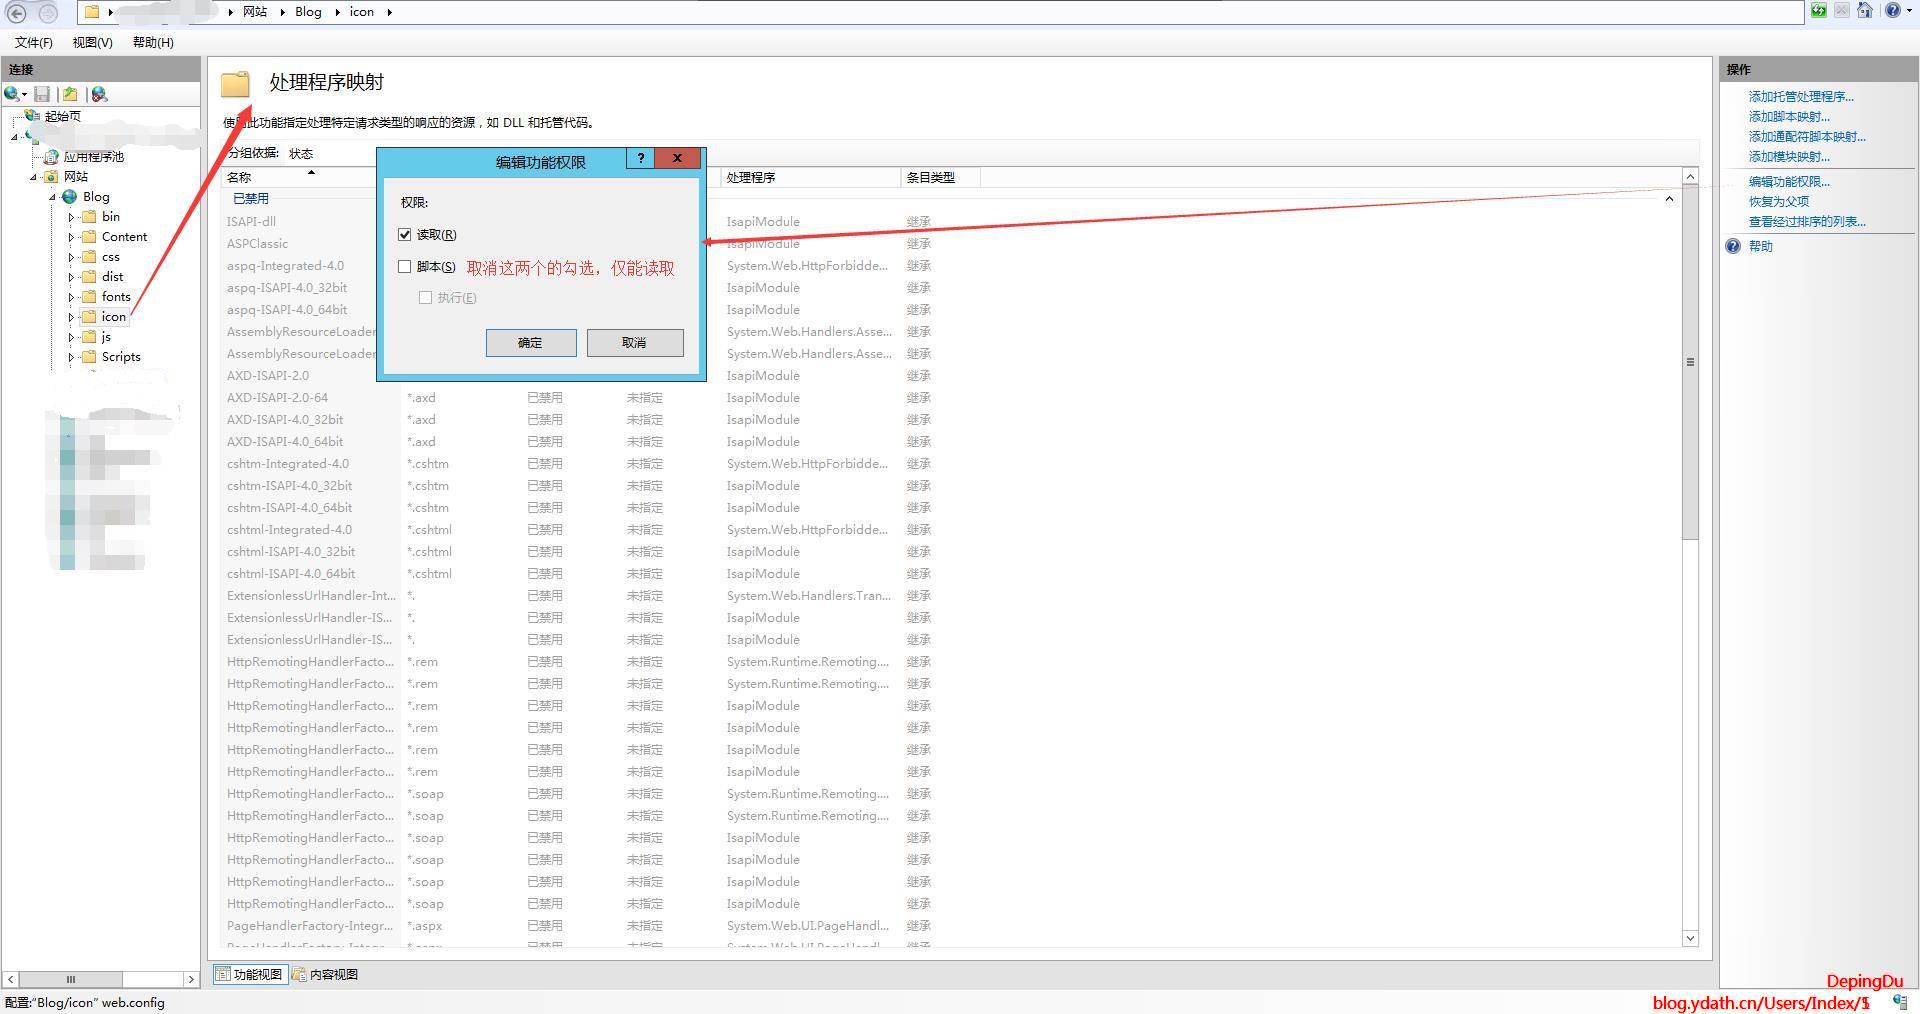 网站 Blog icon
文件(F) 视图(V) 帮助(H)
连接
起始页
应用程序池
网站
Blog
bin
Content
css
dist
fonts
icon
js
Scripts
处理程序映射
使用此功能指定处理特定请求类型的响应的资源，如 DLL 和托管代码。
分组依据: 状态
名称 处理程序 条目类型
已禁用
ISAPI-dll IsapiModule 继承
ASPClassic IsapiModule 继承
aspq-Integrated-4.0 System.Web.HttpForbidde... 继承
aspq-ISAPI-4.0_32bit IsapiModule 继承
aspq-ISAPI-4.0_64bit IsapiModule 继承
AssemblyResourceLoader System.Web.Handlers.Asse... 继承
AssemblyResourceLoader System.Web.Handlers.Asse... 继承
AXD-ISAPI-2.0 IsapiModule 继承
AXD-ISAPI-2.0-64 *.axd 已禁用 未指定 IsapiModule 继承
AXD-ISAPI-4.0_32bit *.axd 已禁用 未指定 IsapiModule 继承
AXD-ISAPI-4.0_64bit *.axd 已禁用 未指定 IsapiModule 继承
cshtm-Integrated-4.0 *.cshtm 已禁用 未指定 System.Web.HttpForbidde... 继承
cshtm-ISAPI-4.0_32bit *.cshtm 已禁用 未指定 IsapiModule 继承
cshtm-ISAPI-4.0_64bit *.cshtm 已禁用 未指定 IsapiModule 继承
cshtml-Integrated-4.0 *.cshtml 已禁用 未指定 System.Web.HttpForbidde... 继承
cshtml-ISAPI-4.0_32bit *.cshtml 已禁用 未指定 IsapiModule 继承
cshtml-ISAPI-4.0_64bit *.cshtml 已禁用 未指定 IsapiModule 继承
ExtensionlessUrlHandler-Int... *. 已禁用 未指定 System.Web.Handlers.Tran... 继承
ExtensionlessUrlHandler-IS... *. 已禁用 未指定 IsapiModule 继承
ExtensionlessUrlHandler-IS... *. 已禁用 未指定 IsapiModule 继承
HttpRemotingHandlerFacto... *.rem 已禁用 未指定 System.Runtime.Remoting.... 继承
HttpRemotingHandlerFacto... *.rem 已禁用 未指定 System.Runtime.Remoting.... 继承
HttpRemotingHandlerFacto... *.rem 已禁用 未指定 IsapiModule 继承
HttpRemotingHandlerFacto... *.rem 已禁用 未指定 IsapiModule 继承
HttpRemotingHandlerFacto... *.rem 已禁用 未指定 IsapiModule 继承
HttpRemotingHandlerFacto... *.rem 已禁用 未指定 IsapiModule 继承
HttpRemotingHandlerFacto... *.soap 已禁用 未指定 System.Runtime.Remoting.... 继承
HttpRemotingHandlerFacto... *.soap 已禁用 未指定 System.Runtime.Remoting.... 继承
HttpRemotingHandlerFacto... *.soap 已禁用 未指定 IsapiModule 继承
HttpRemotingHandlerFacto... *.soap 已禁用 未指定 IsapiModule 继承
HttpRemotingHandlerFacto... *.soap 已禁用 未指定 IsapiModule 继承
HttpRemotingHandlerFacto... *.soap 已禁用 未指定 IsapiModule 继承
PageHandlerFactory-Integr... *.aspx 已禁用 未指定 System.Web.UI.PageHandl... 继承
PageHandlerFactory-Integr... *.aspx 已禁用 未指定 System.Web.UI.PageHandl... 继承
编辑功能权限 ? x
权限:
读取(R)
脚本(S) 取消这两个的勾选，仅能读取
执行(E)
确定 取消
操作
添加托管处理程序...
添加脚本映射...
添加通配符脚本映射...
添加模块映射...
编辑功能权限...
恢复为父项
查看经过排序的列表...
帮助
功能视图 内容视图
配置:“Blog/icon” web.config
DepingDu
blog.ydath.cn/Users/Index/